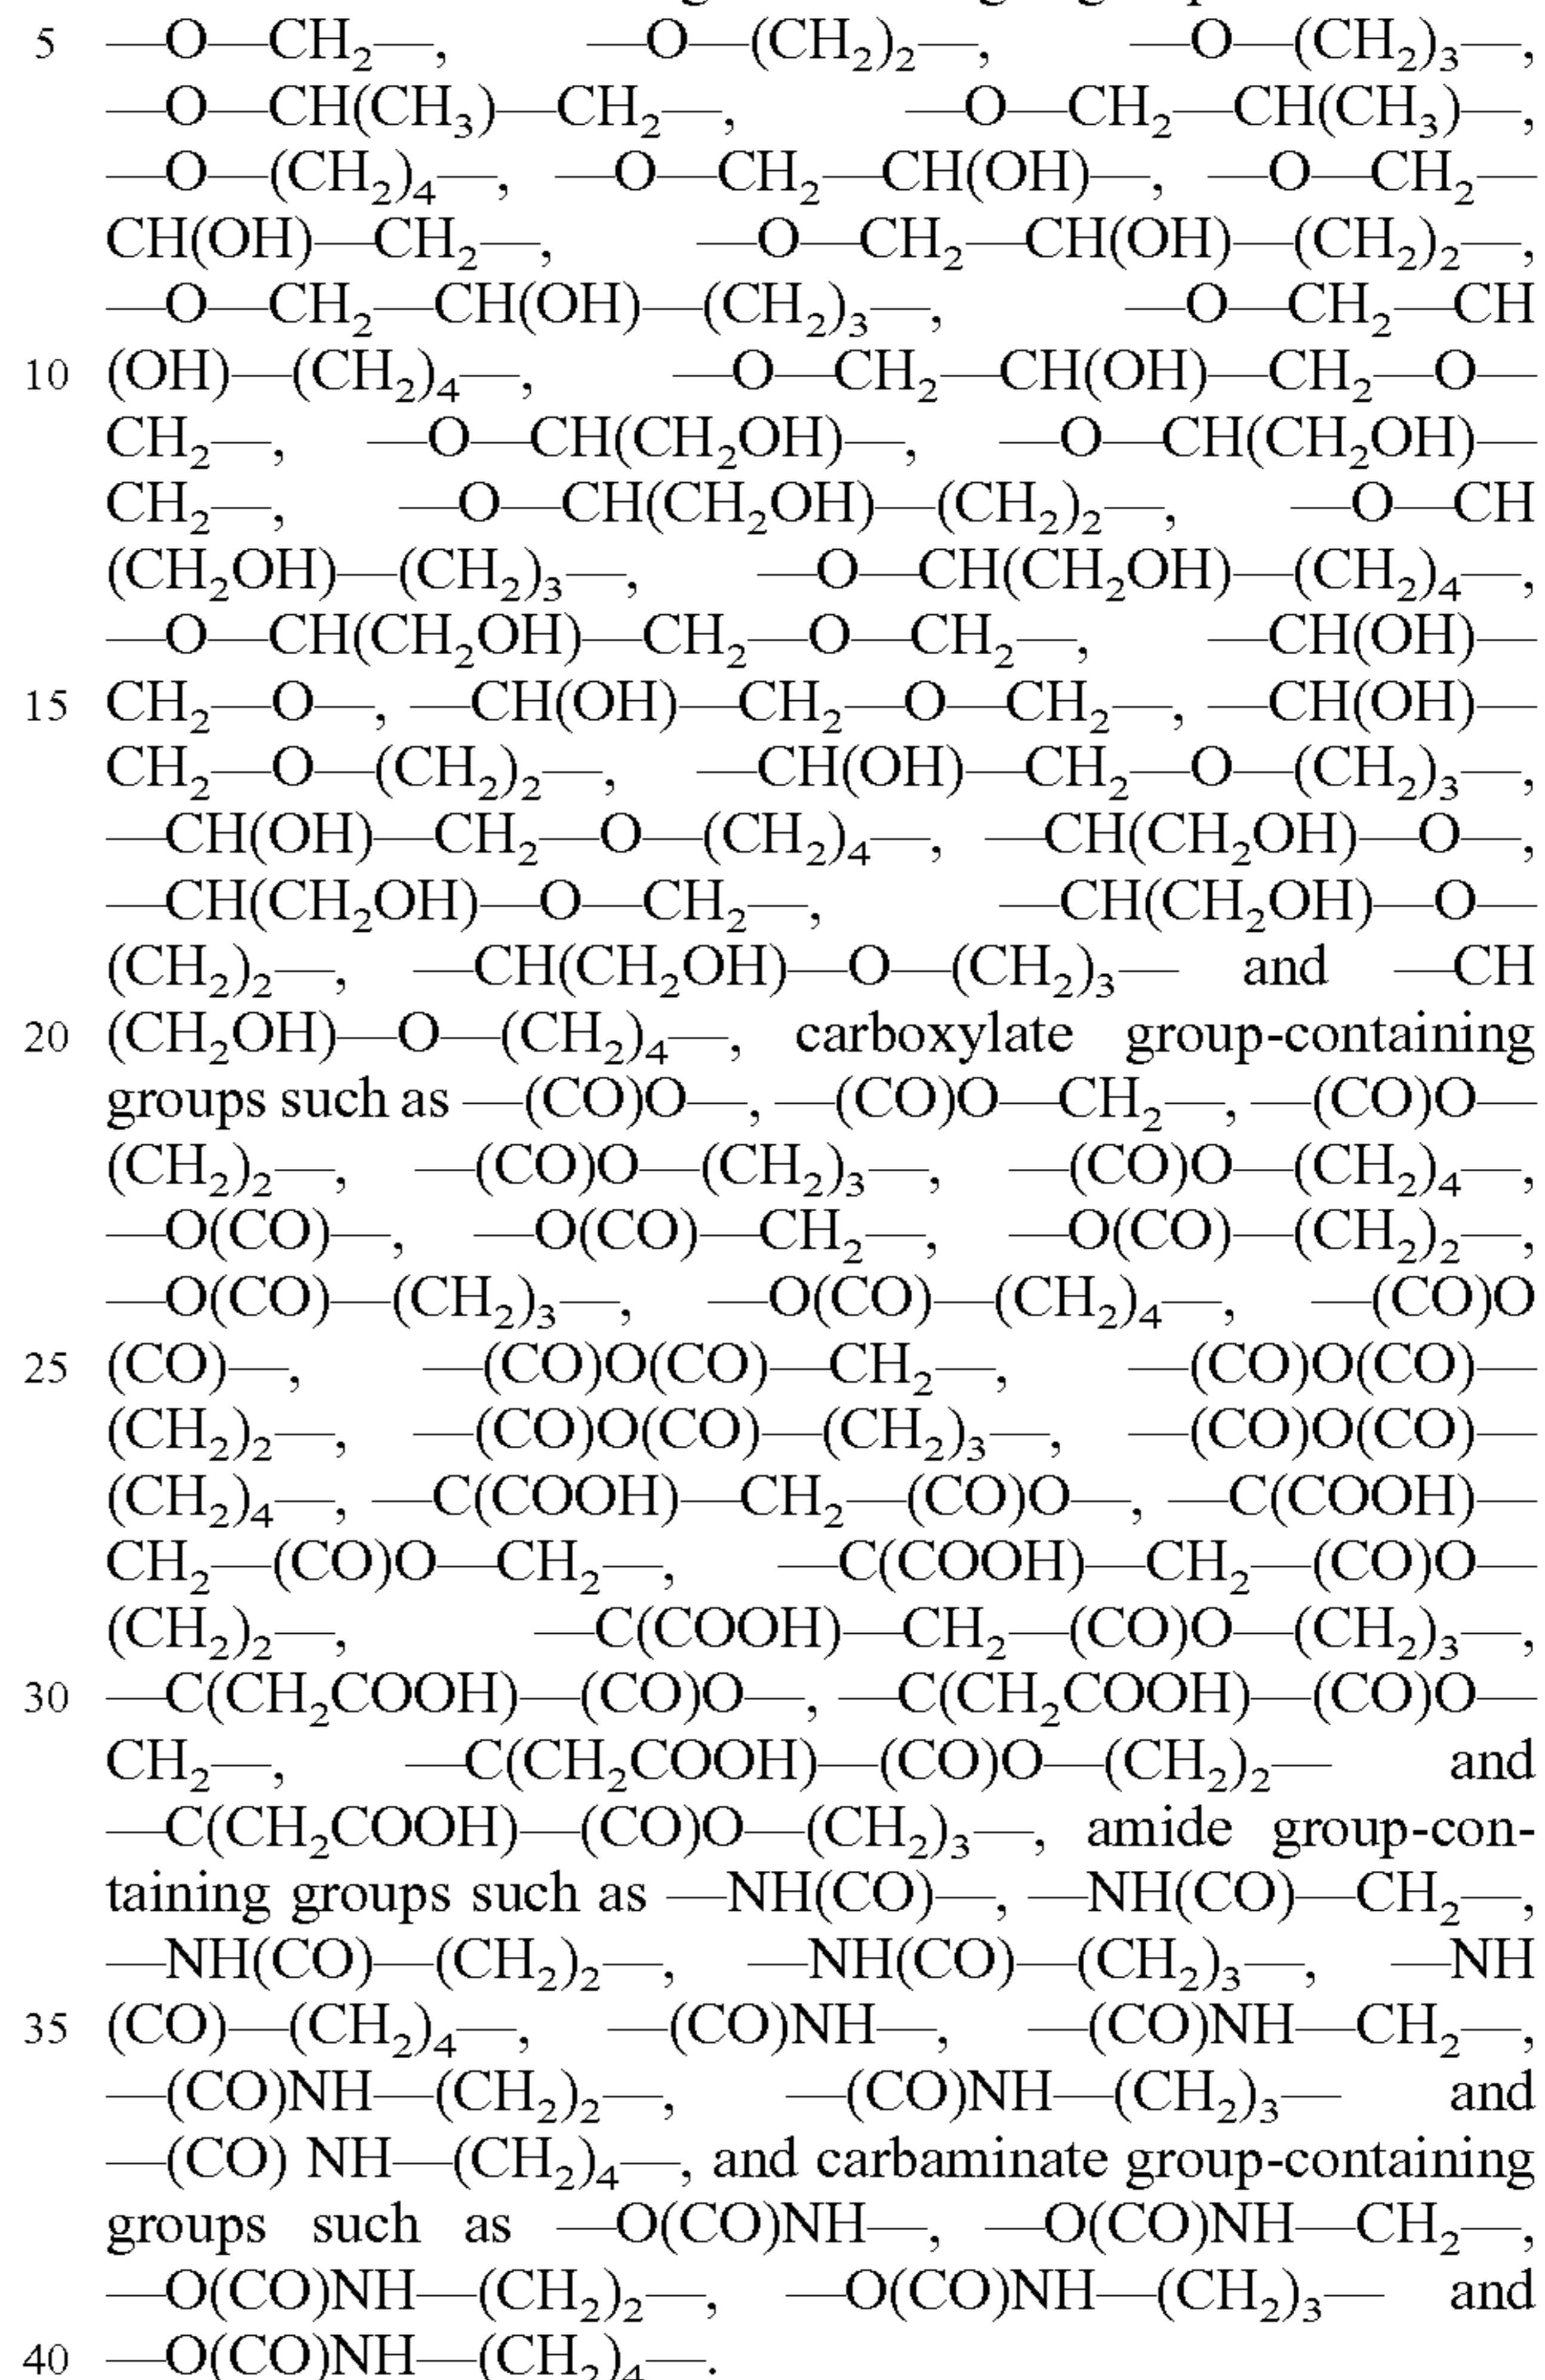 5 —O—CH₂—, —O—(CH₂)₂—, —O—(CH₂)₃—,
—O—CH(CH₃)—CH₂—, —O—CH₂—CH(CH₃)—,
—O—(CH₂)₄—, —O—CH₂—CH(OH)—, —O—CH₂—
CH(OH)—CH₂—, —O—CH₂—CH(OH)—(CH₂)₂—,
—O—CH₂—CH(OH)—(CH₂)₃—, —O—CH₂—CH
10 (OH)—(CH₂)₄—, —O—CH₂—CH(OH)—CH₂—O—
CH₂—, —O—CH(CH₂OH)—, —O—CH(CH₂OH)—
CH₂—, —O—CH(CH₂OH)—(CH₂)₂—, —O—CH
(CH₂OH)—(CH₂)₃—, —O—CH(CH₂OH)—(CH₂)₄—,
—O—CH(CH₂OH)—CH₂—O—CH₂—, —CH(OH)—
15 CH₂—O—, —CH(OH)—CH₂—O—CH₂—, —CH(OH)—
CH₂—O—(CH₂)₂—, —CH(OH)—CH₂—O—(CH₂)₃—,
—CH(OH)—CH₂—O—(CH₂)₄—, —CH(CH₂OH)—O—,
—CH(CH₂OH)—O—CH₂—, —CH(CH₂OH)—O—
(CH₂)₂—, —CH(CH₂OH)—O—(CH₂)₃— and —CH
20 (CH₂OH)—O—(CH₂)₄—, carboxylate group-containing
groups such as —(CO)O—, —(CO)O—CH₂—, —(CO)O—
(CH₂)₂—, —(CO)O—(CH₂)₃—, —(CO)O—(CH₂)₄—,
—O(CO)—, —O(CO)—CH₂—, —O(CO)—(CH₂)₂—,
—O(CO)—(CH₂)₃—, —O(CO)—(CH₂)₄—, —(CO)O
25 (CO)—, —(CO)O(CO)—CH₂—, —(CO)O(CO)—
(CH₂)₂—, —(CO)O(CO)—(CH₂)₃—, —(CO)O(CO)—
(CH₂)₄—, —C(COOH)—CH₂—(CO)O—, —C(COOH)—
CH₂—(CO)O—CH₂—, —C(COOH)—CH₂—(CO)O—
(CH₂)₂—, —C(COOH)—CH₂—(CO)O—(CH₂)₃—,
30 —C(CH₂COOH)—(CO)O—, —C(CH₂COOH)—(CO)O—
CH₂—, —C(CH₂COOH)—(CO)O—(CH₂)₂— and
—C(CH₂COOH)—(CO)O—(CH₂)₃—, amide group-con-
taining groups such as —NH(CO)—, —NH(CO)—CH₂—,
—NH(CO)—(CH₂)₂—, —NH(CO)—(CH₂)₃—, —NH
35 (CO)—(CH₂)₄—, —(CO)NH—, —(CO)NH—CH₂—,
—(CO)NH—(CH₂)₂—, —(CO)NH—(CH₂)₃— and
—(CO) NH—(CH₂)₄—, and carbaminate group-containing
groups such as —O(CO)NH—, —O(CO)NH—CH₂—,
—O(CO)NH—(CH₂)₂—, —O(CO)NH—(CH₂)₃— and
40 —O(CO)NH—(CH₂)₄—.